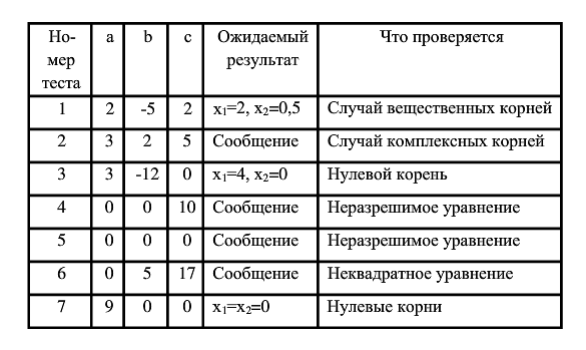 Но-
мер
теста a b c Ожидаемый
результат Что проверяется
1 2 -5 2 x₁=2, x₂=0,5 Случай вещественных корней
2 3 2 5 Сообщение Случай комплексных корней
3 3 -12 0 x₁=4, x₂=0 Нулевой корень
4 0 0 10 Сообщение Неразрешимое уравнение
5 0 0 0 Сообщение Неразрешимое уравнение
6 0 5 17 Сообщение Неквадратное уравнение
7 9 0 0 x₁=x₂=0 Нулевые корни